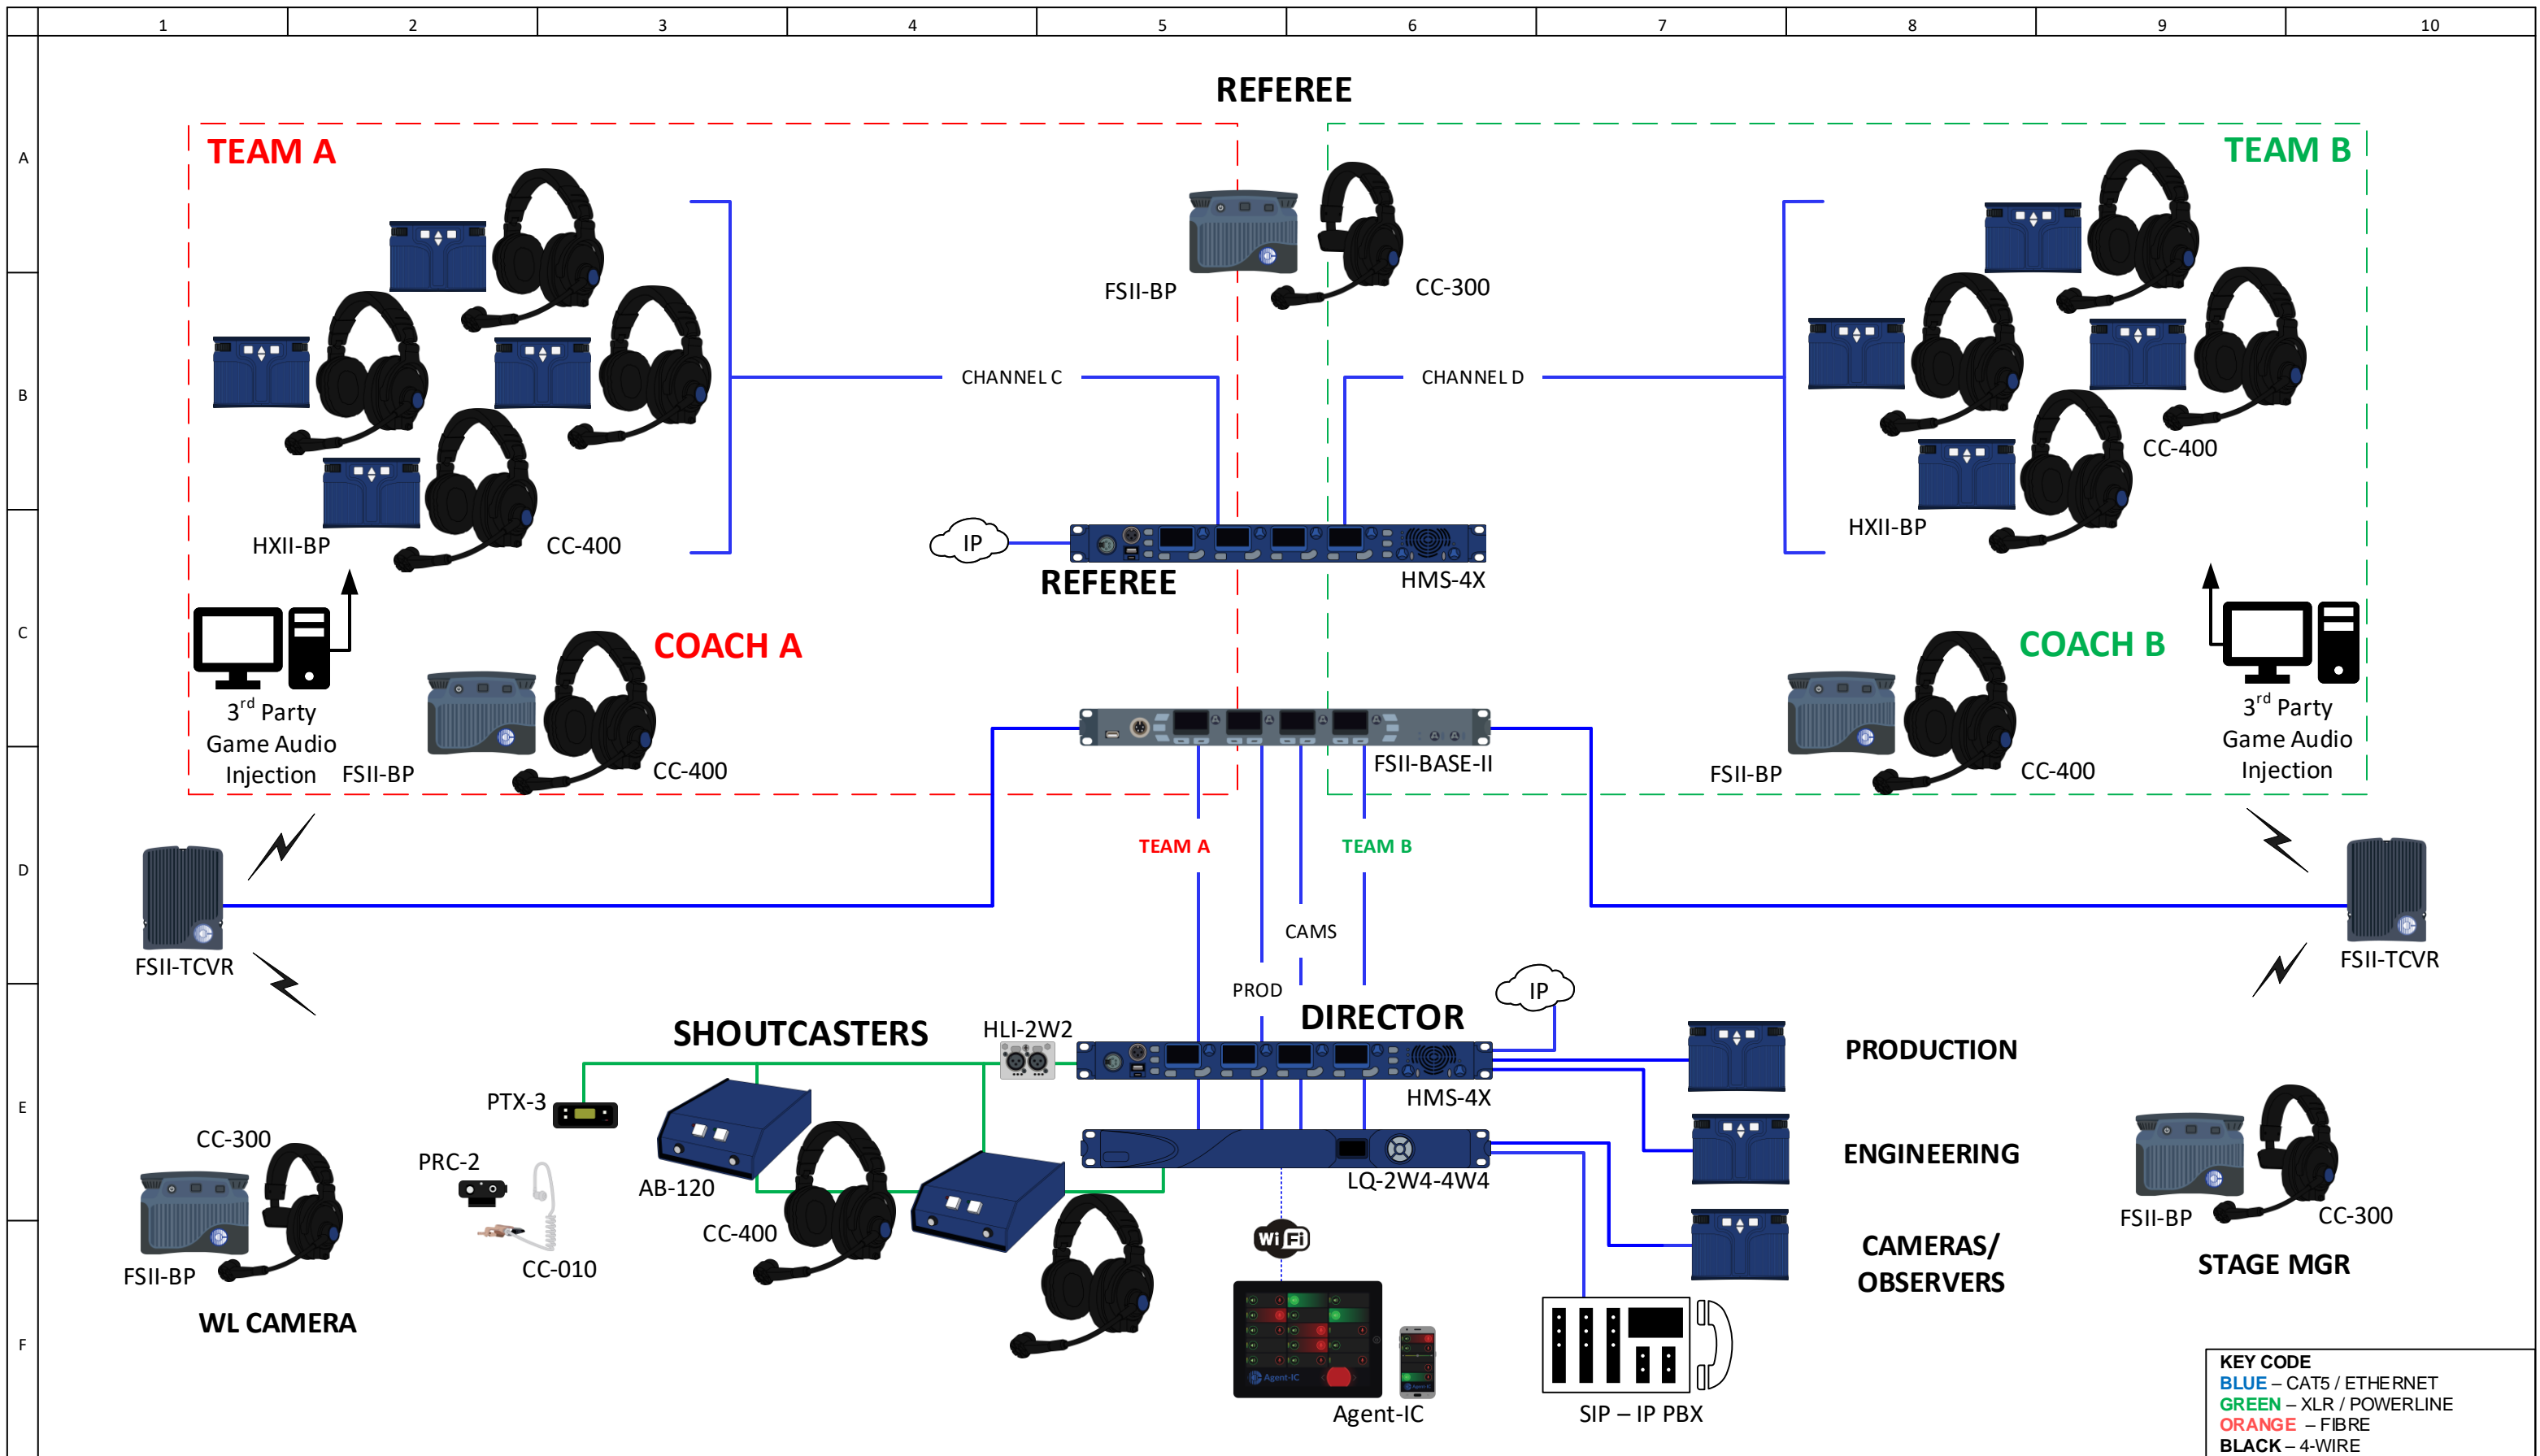 1 2 3 4 5 6 7 8 9 10
A
B
C
D
E
F
REFEREE
TEAM A
TEAM B
FSII-BP
CC-300
CHANNEL C
CHANNEL D
HXII-BP
CC-400
CC-400
HXII-BP
IP
REFEREE
HMS-4X
COACH A
COACH B
3rd Party
Game Audio
Injection
FSII-BP
CC-400
FSII-BASE-II
FSII-BP
CC-400
3rd Party
Game Audio
Injection
TEAM A
TEAM B
CAMS
PROD
FSII-TCVR
FSII-TCVR
IP
SHOUTCASTERS
HLI-2W2
DIRECTOR
HMS-4X
PTX-3
PRC-2
AB-120
CC-400
CC-010
LQ-2W4-4W4
CC-300
FSII-BP
WL CAMERA
PRODUCTION
ENGINEERING
CAMERAS/
OBSERVERS
FSII-BP
CC-300
STAGE MGR
Wi Fi
Agent-IC
Agent-IC
Agent-IC
SIP – IP PBX
KEY CODE
BLUE – CAT5 / ETHERNET
GREEN – XLR / POWERLINE
ORANGE – FIBRE
BLACK – 4-WIRE